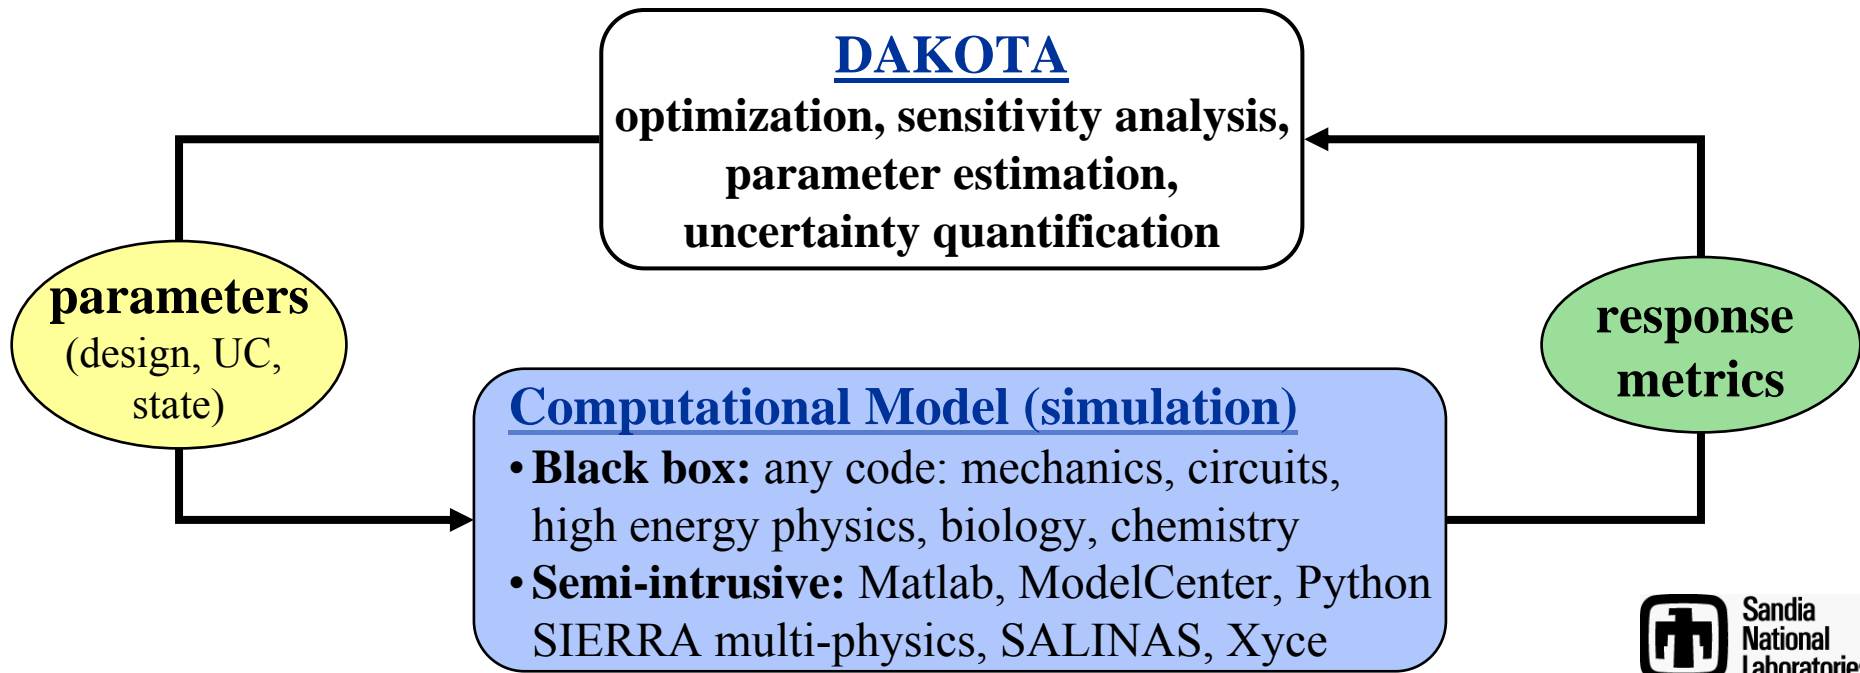 DAKOTA
optimization, sensitivity analysis,
parameter estimation,
uncertainty quantification
parameters
(design, UC,
state)
response
metrics
Computational Model (simulation)
• Black box: any code: mechanics, circuits,
high energy physics, biology, chemistry
• Semi-intrusive: Matlab, ModelCenter, Python
SIERRA multi-physics, SALINAS, Xyce
Sandia
National
Laboratories